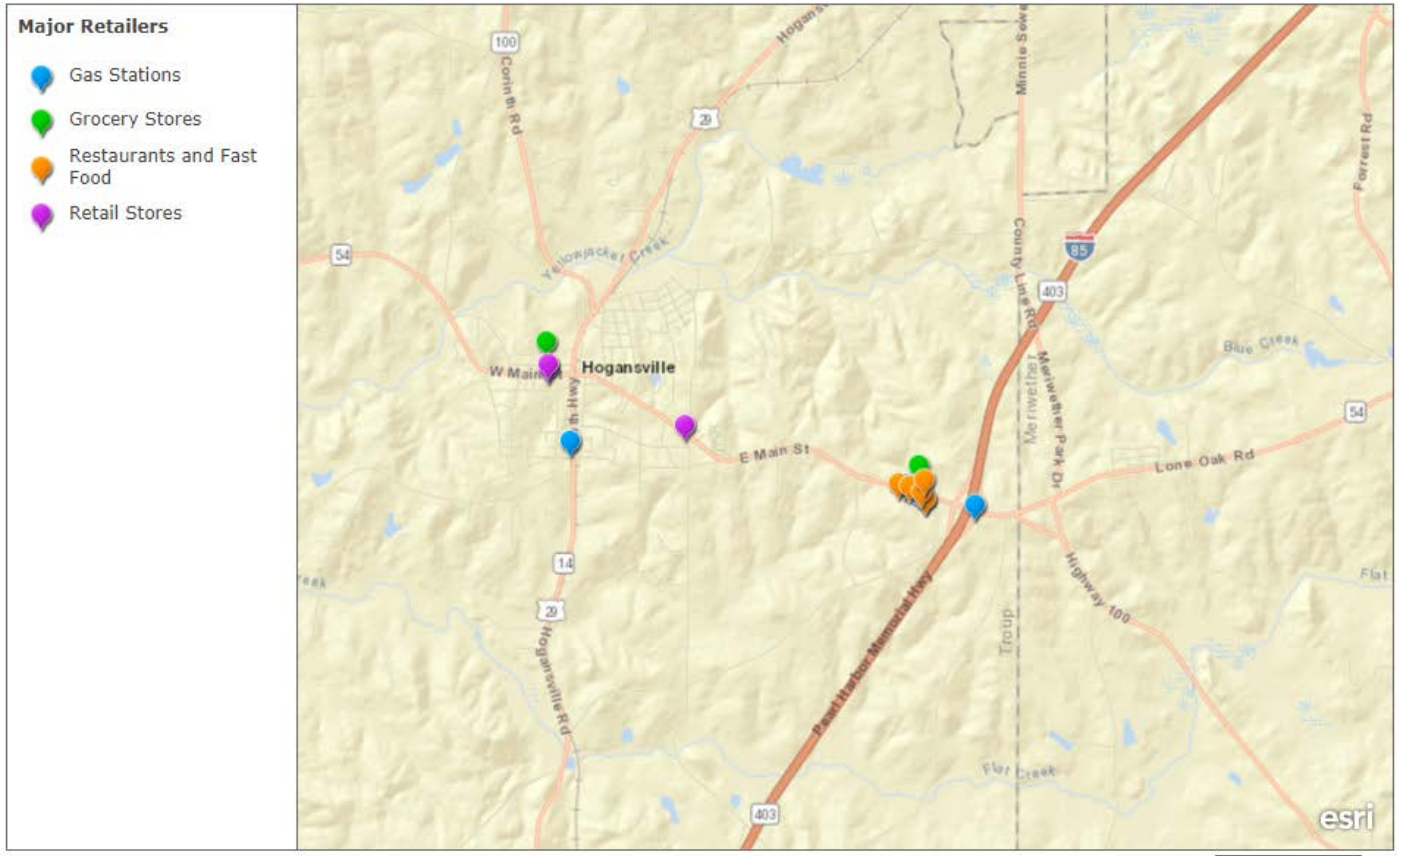 Major Retailers
Gas Stations
Grocery Stores
Restaurants and Fast
Food
Retail Stores
100
Corinth Rd
29
54
Yellowjacket Creek
W Main
Hogansville
E Main St
14
29
Hogansville Rd
Pearl Harbor Memorial Hwy
403
County Line Rd
85
403
Meriwether
Meriwether Park Dr
Forrest Rd
Blue Creek
54
Lone Oak Rd
Highway 100
Troup
Flat
Flat Creek
403
esri